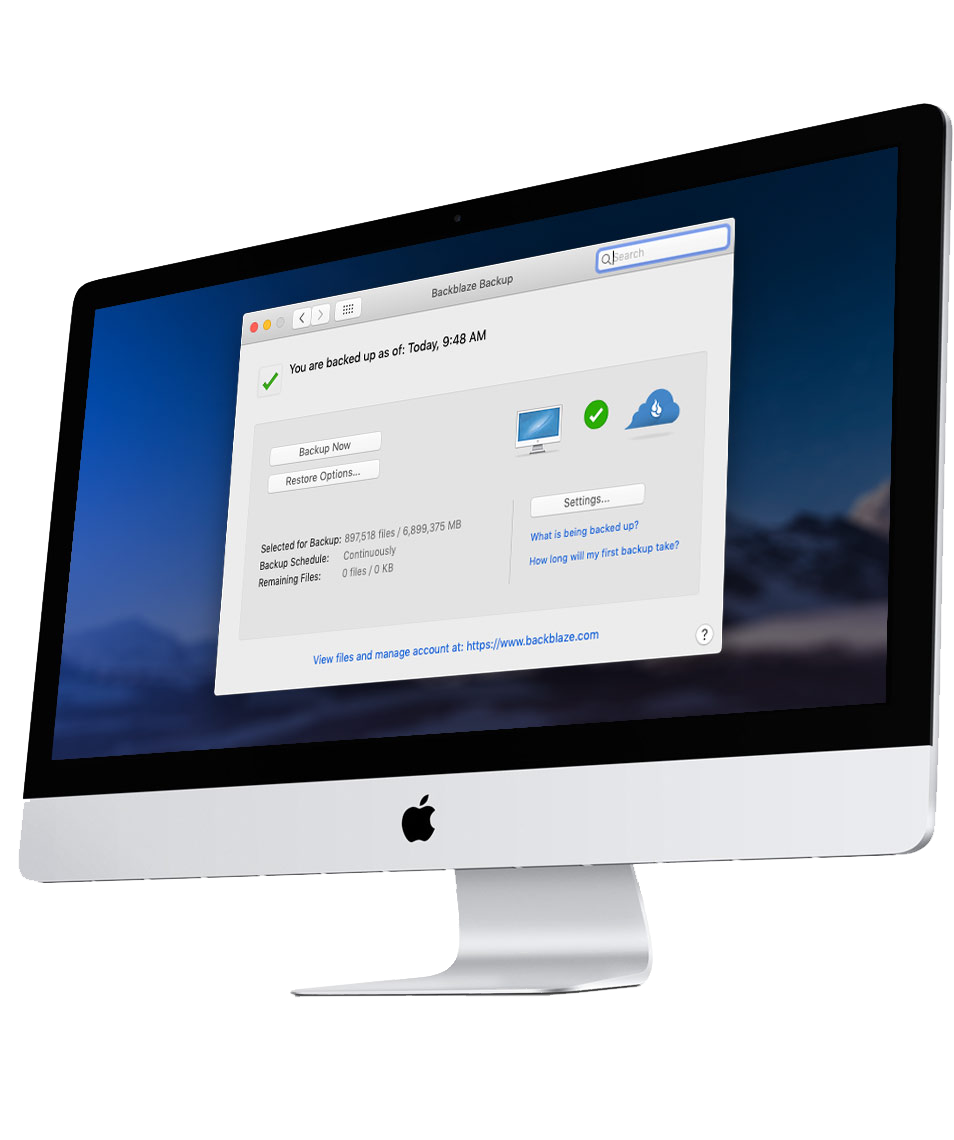 Backblaze Backup
Search
You are backed up as of: Today, 9:48 AM
Backup Now
Restore Options...
Settings...
What is being backed up?
How long will my first backup take?
Selected for Backup: 897,518 files / 6,899,375 MB
Backup Schedule: Continuously
Remaining Files: 0 files / 0 KB
View files and manage account at: https://www.backblaze.com
?